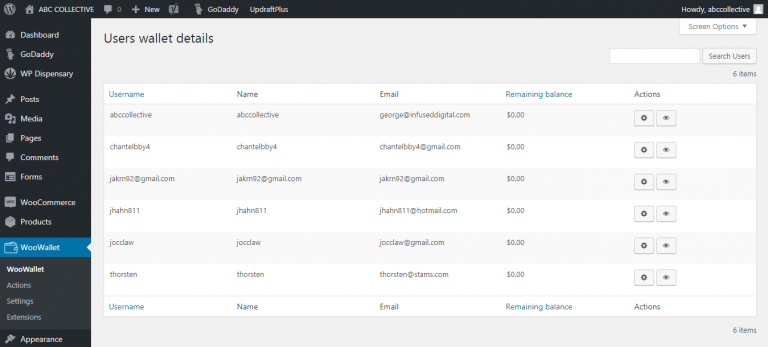 ABC COLLECTIVE 0 + New GoDaddy UpdraftPlus Howdy, abccollective
Screen Options
Dashboard
GoDaddy
WP Dispensary
Posts
Media
Pages
Comments
Forms
WooCommerce
Products
WooWallet
WooWallet
Actions
Settings
Extensions
Appearance
Users wallet details
Search Users
6 items
Username Name Email Remaining balance Actions
abccollective abccollective george@infuseddigital.com $0.00
chantelbby4 chantelbby4 chantelbby4@gmail.com $0.00
jakrn92@gmail.com jakrn92@gmail.com jakrn92@gmail.com $0.00
jhahn811 jhahn811 jhahn811@hotmail.com $0.00
jocclaw jocclaw jocclaw@gmail.com $0.00
thorsten thorsten thorsten@stams.com $0.00
Username Name Email Remaining balance Actions
6 items